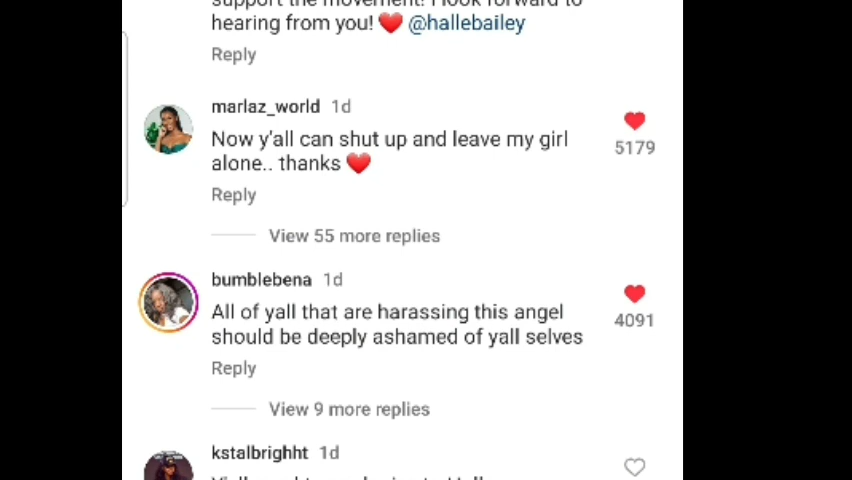 support the movement! I look forward to
hearing from you! ❤️ @hallebailey
Reply
marlaz_world 1d
Now y'all can shut up and leave my girl
alone.. thanks ❤️
5179
Reply
View 55 more replies
bumblebena 1d
All of yall that are harassing this angel
should be deeply ashamed of yall selves
4091
Reply
View 9 more replies
kstalbrighht 1d